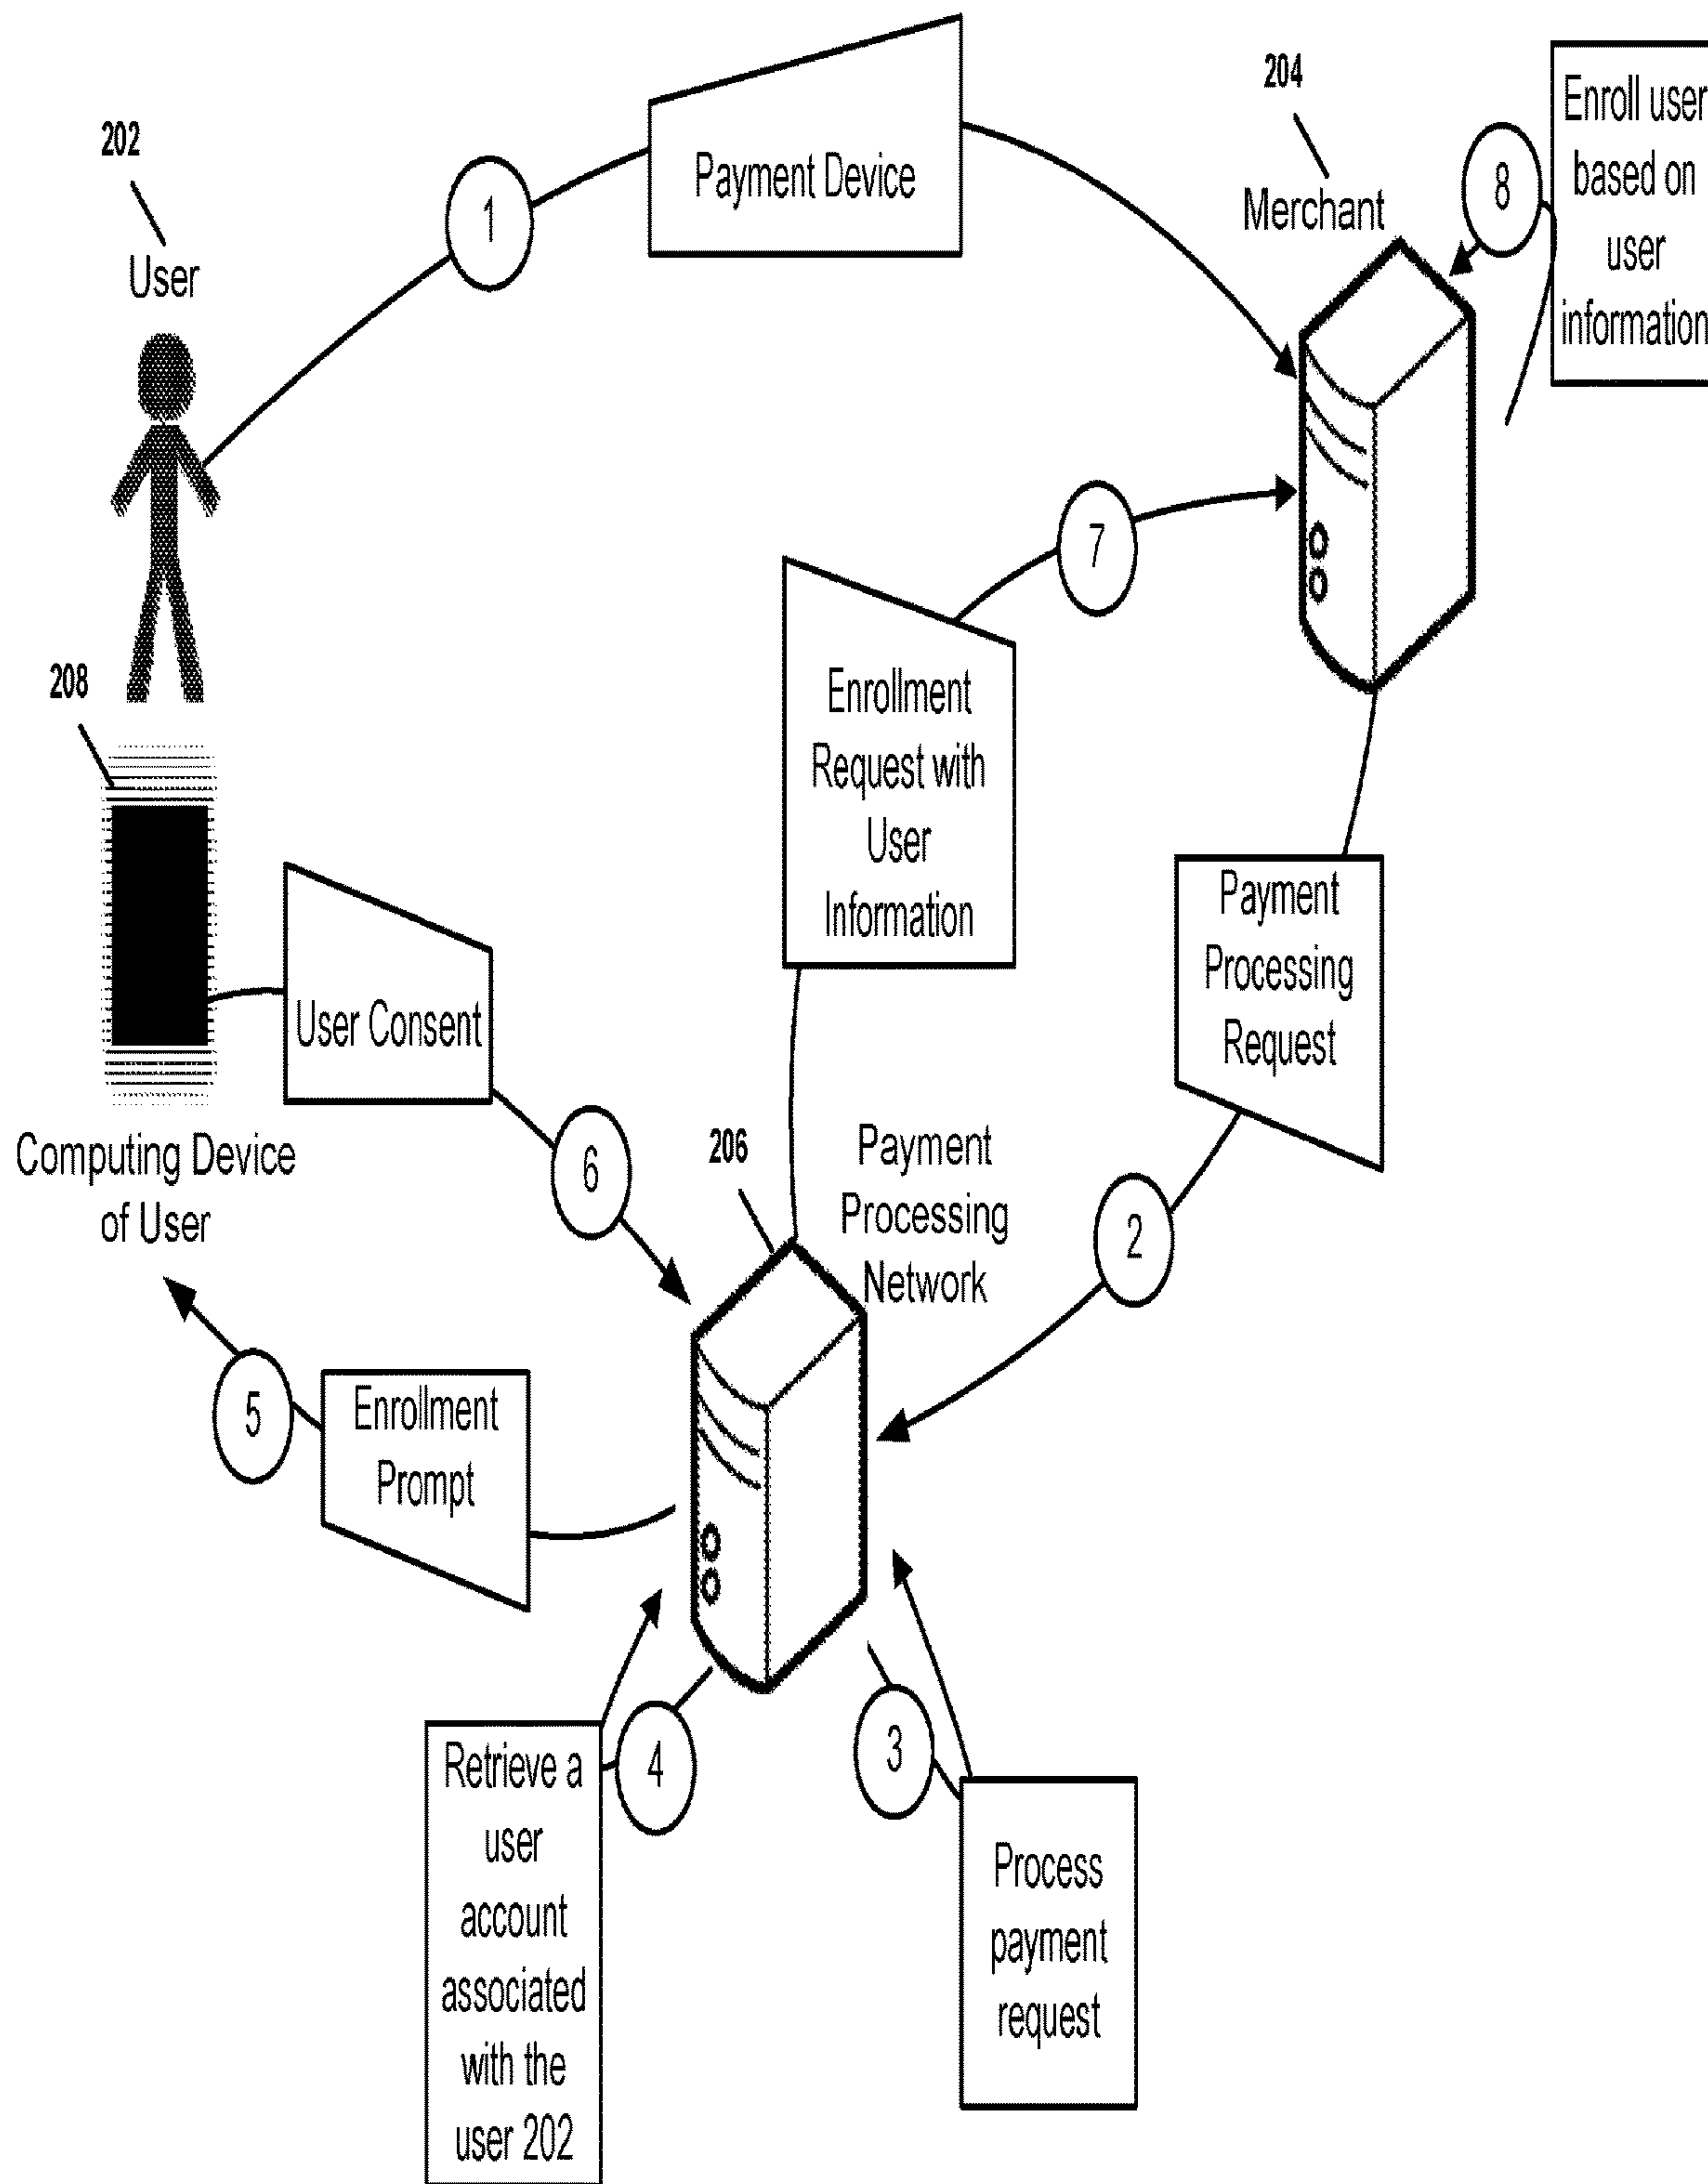 202
User
1
Payment Device
204
Merchant
8
Enroll user
based on
user
information
208
7
Enrollment
Request with
User
Information
Payment
Processing
Request
2
User Consent
Computing Device
of User
6
206
Payment
Processing
Network
5
Enrollment
Prompt
4
Retrieve a
user
account
associated
with the
user 202
3
Process
payment
request